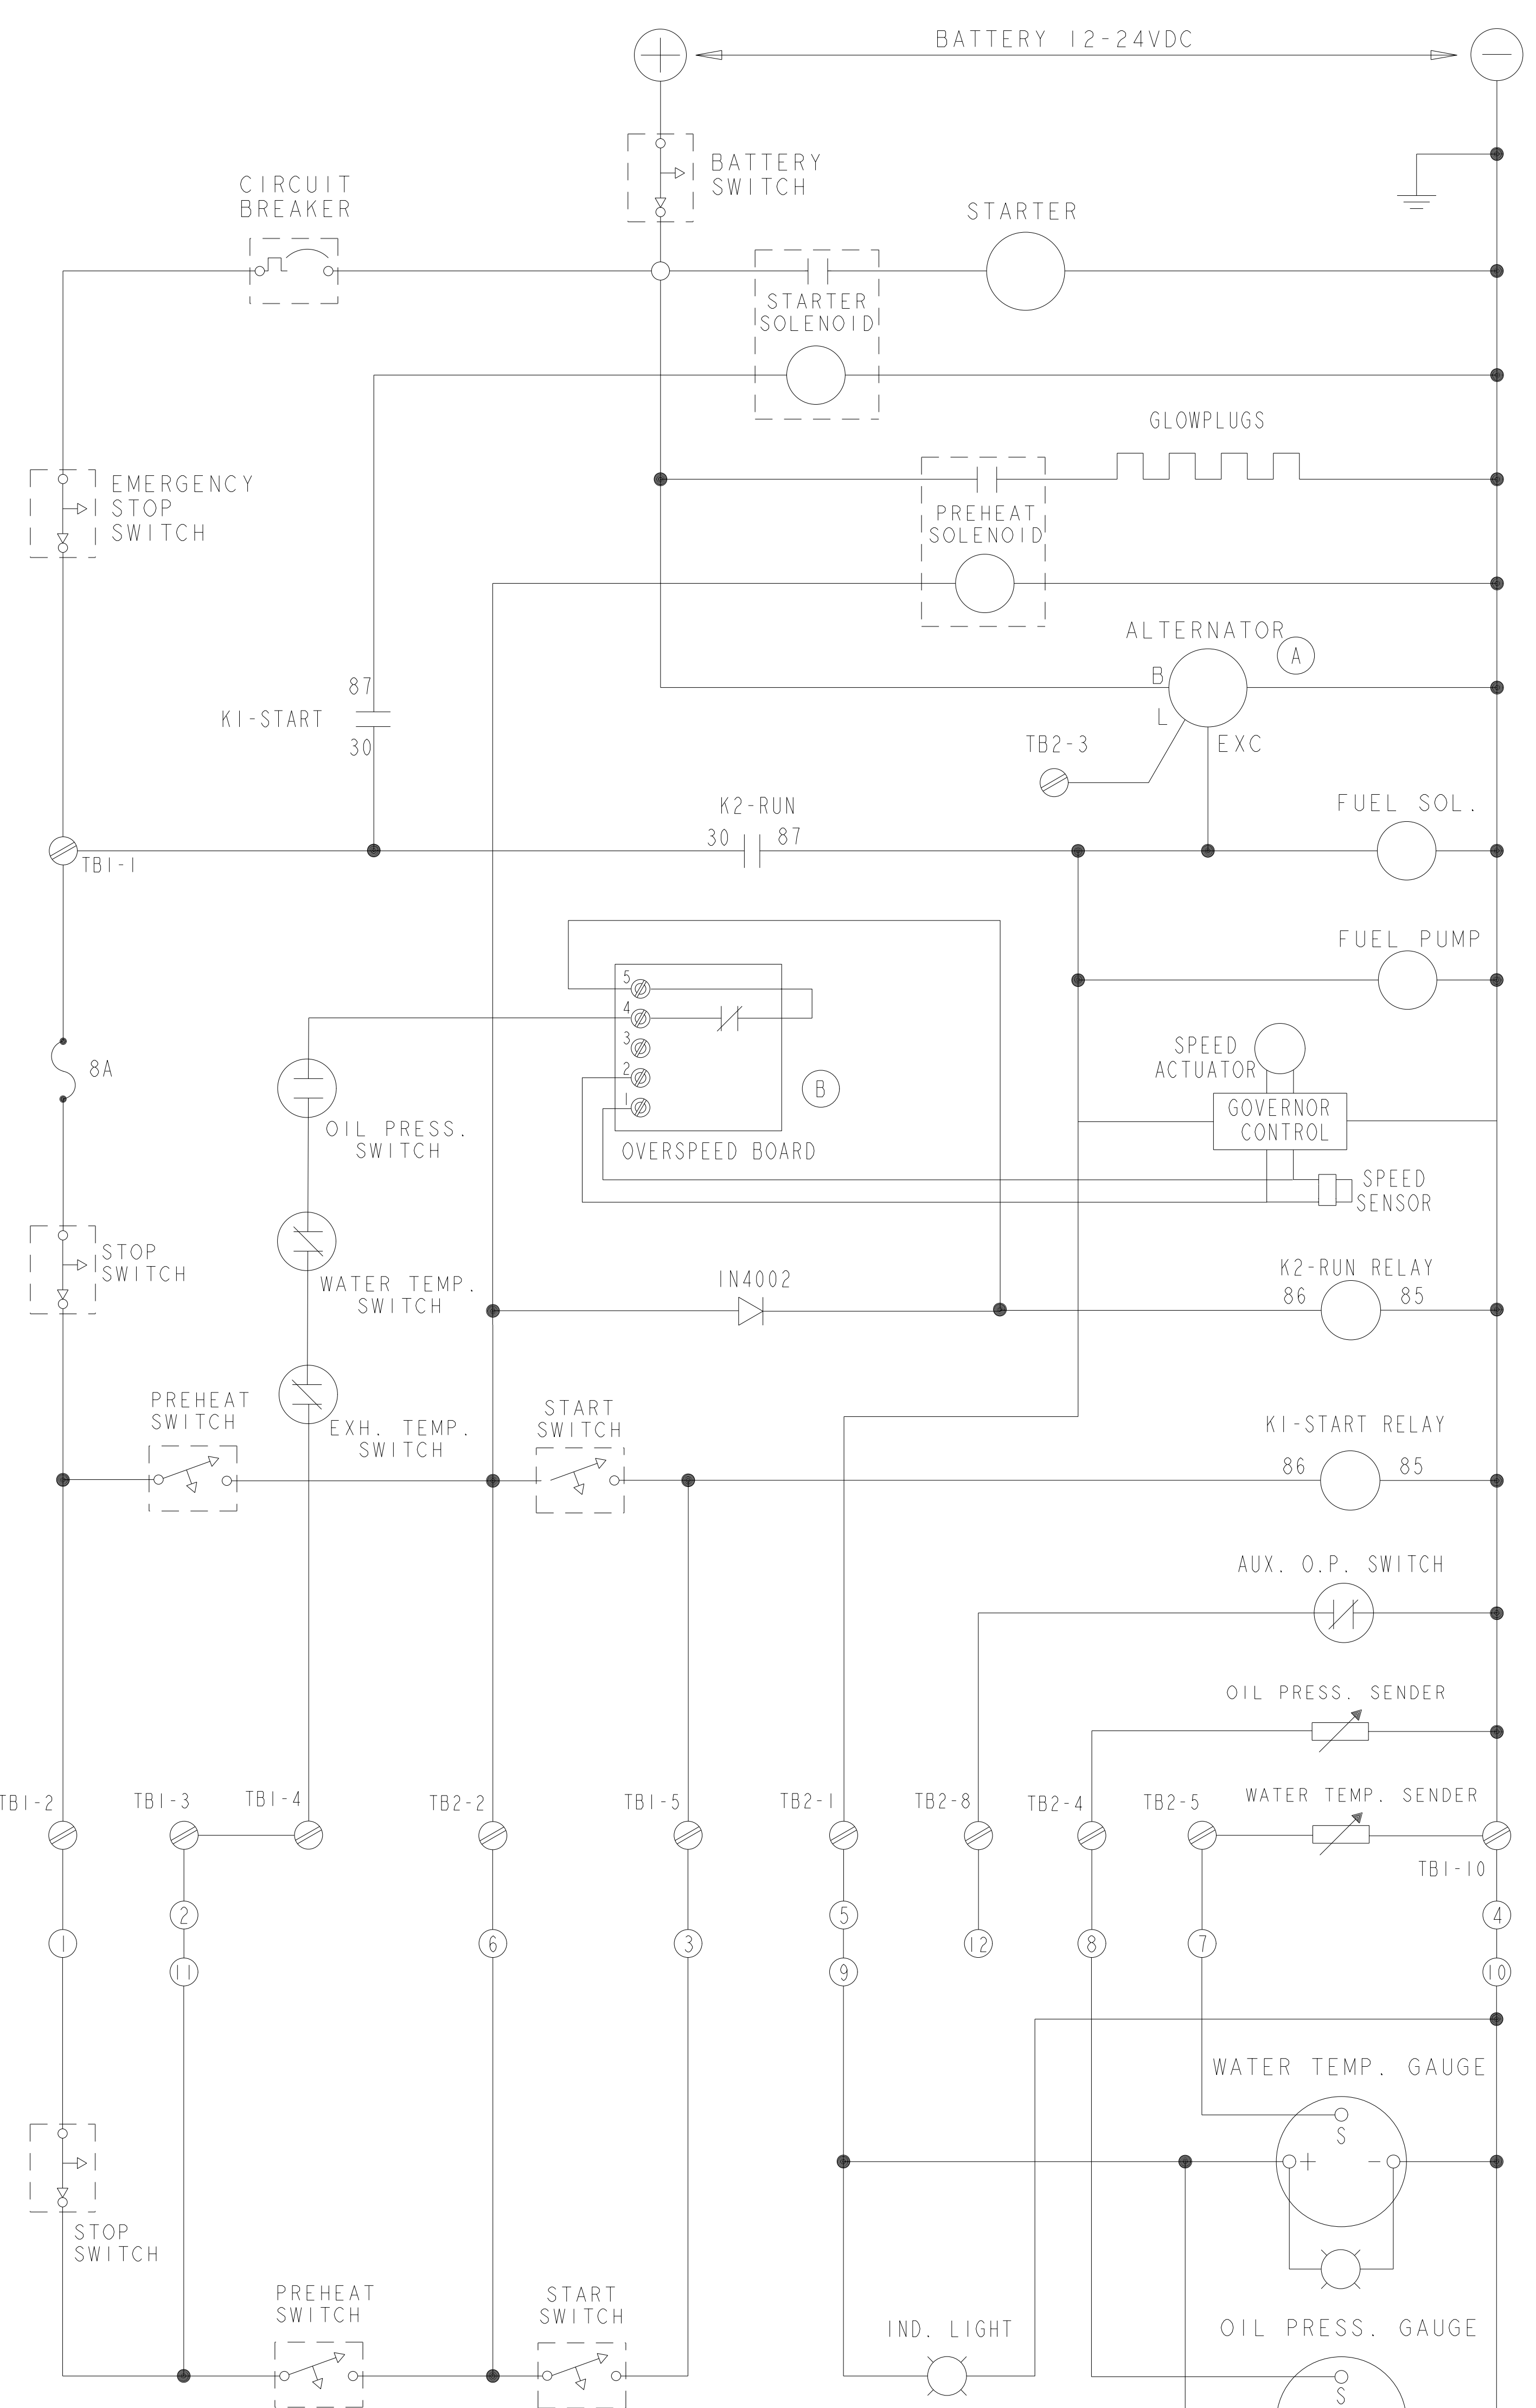 BATTERY 12-24VDC
BATTERY
SWITCH
CIRCUIT
BREAKER
STARTER
STARTER
SOLENOID
GLOWPLUGS
EMERGENCY
STOP
SWITCH
PREHEAT
SOLENOID
ALTERNATOR
A
B
L
EXC
87
K1-START
30
TB2-3
K2-RUN
30 87
FUEL SOL.
TB1-1
FUEL PUMP
5
4
3
2
1
B
OVERSPEED BOARD
SPEED
ACTUATOR
GOVERNOR
CONTROL
8A
OIL PRESS.
SWITCH
SPEED
SENSOR
STOP
SWITCH
WATER TEMP.
SWITCH
1N4002
K2-RUN RELAY
86 85
PREHEAT
SWITCH
EXH. TEMP.
SWITCH
START
SWITCH
K1-START RELAY
86 85
AUX. O.P. SWITCH
OIL PRESS. SENDER
WATER TEMP. SENDER
TB1-2
TB1-3
TB1-4
TB2-2
TB1-5
TB2-1
TB2-8
TB2-4
TB2-5
TB1-10
2
5
4
1
6
3
12
8
7
11
9
10
WATER TEMP. GAUGE
S
+ -
STOP
SWITCH
PREHEAT
SWITCH
START
SWITCH
IND. LIGHT
OIL PRESS. GAUGE
S